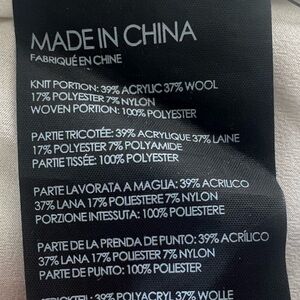 MADE IN CHINA
FABRIQUÉ EN CHINE
KNIT PORTION: 39% ACRYLIC 37% WOOL
17% POLYESTER 7% NYLON
WOVEN PORTION: 100% POLYESTER
PARTIE TRICOTÉE: 39% ACRYLIQUE 37% LAINE
17% POLYESTER 7% POLYAMIDE
PARTIE TISSÉE: 100% POLYESTER
PARTE LAVORATA A MAGLIA: 39% ACRILICO
37% LANA 17% POLIESTERE 7% NYLON
PORZIONE INTESSUTA: 100% POLIESTERE
PARTE DE LA PRENDA DE PUNTO: 39% ACRÍLICO
37% LANA 17% POLIESTER 7% NYLON
PARTE DE PUNTO: 100% POLIESTER
STRICKTEIL: 39% POLYACRYL 37% WOLLE